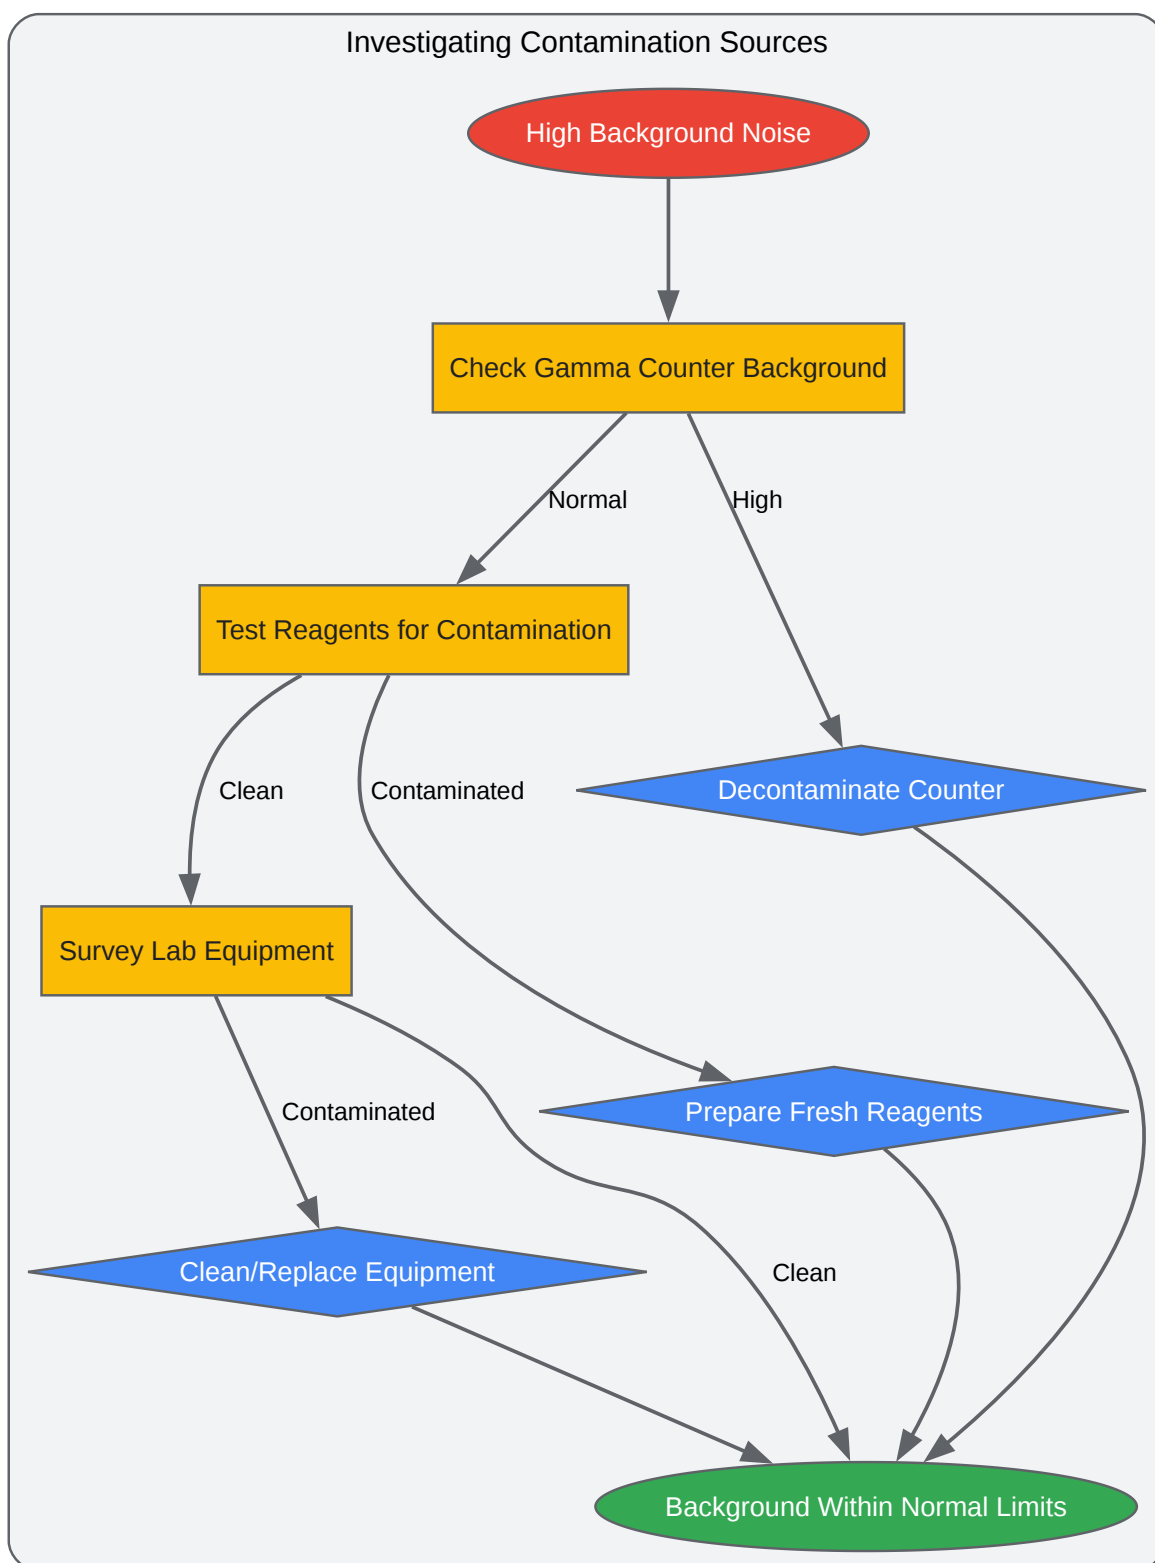 Investigating Contamination Sources
High Background Noise
Check Gamma Counter Background
Normal
High
Test Reagents for Contamination
Clean
Contaminated
Decontaminate Counter
Survey Lab Equipment
Contaminated
Prepare Fresh Reagents
Clean/Replace Equipment
Clean
Background Within Normal Limits